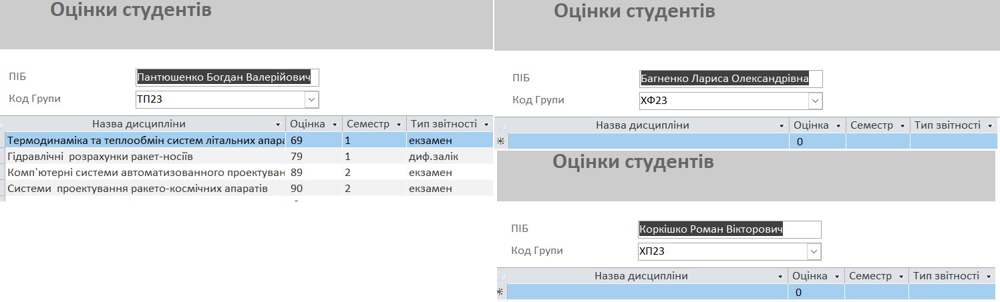 Оцінки студентів
ПІБ Пантюшенко Богдан Валерійович
Код Групи ТП23
Назва дисципліни Оцінка Семестр Тип звітності
Термодинаміка та теплообмін систем літальних апара 69 1 екзамен
Гідравлічні розрахунки ракет-носіїв 79 1 диф.залік
Комп`ютерні системи автоматизованого проектуван 89 2 екзамен
Системи проектування ракето-космічних апаратів 90 2 екзамен
Оцінки студентів
ПІБ Багненко Лариса Олександрівна
Код Групи ХФ23
Назва дисципліни Оцінка Семестр Тип звітності
0
Оцінки студентів
ПІБ Коркішко Роман Вікторович
Код Групи ХП23
Назва дисципліни Оцінка Семестр Тип звітності
0